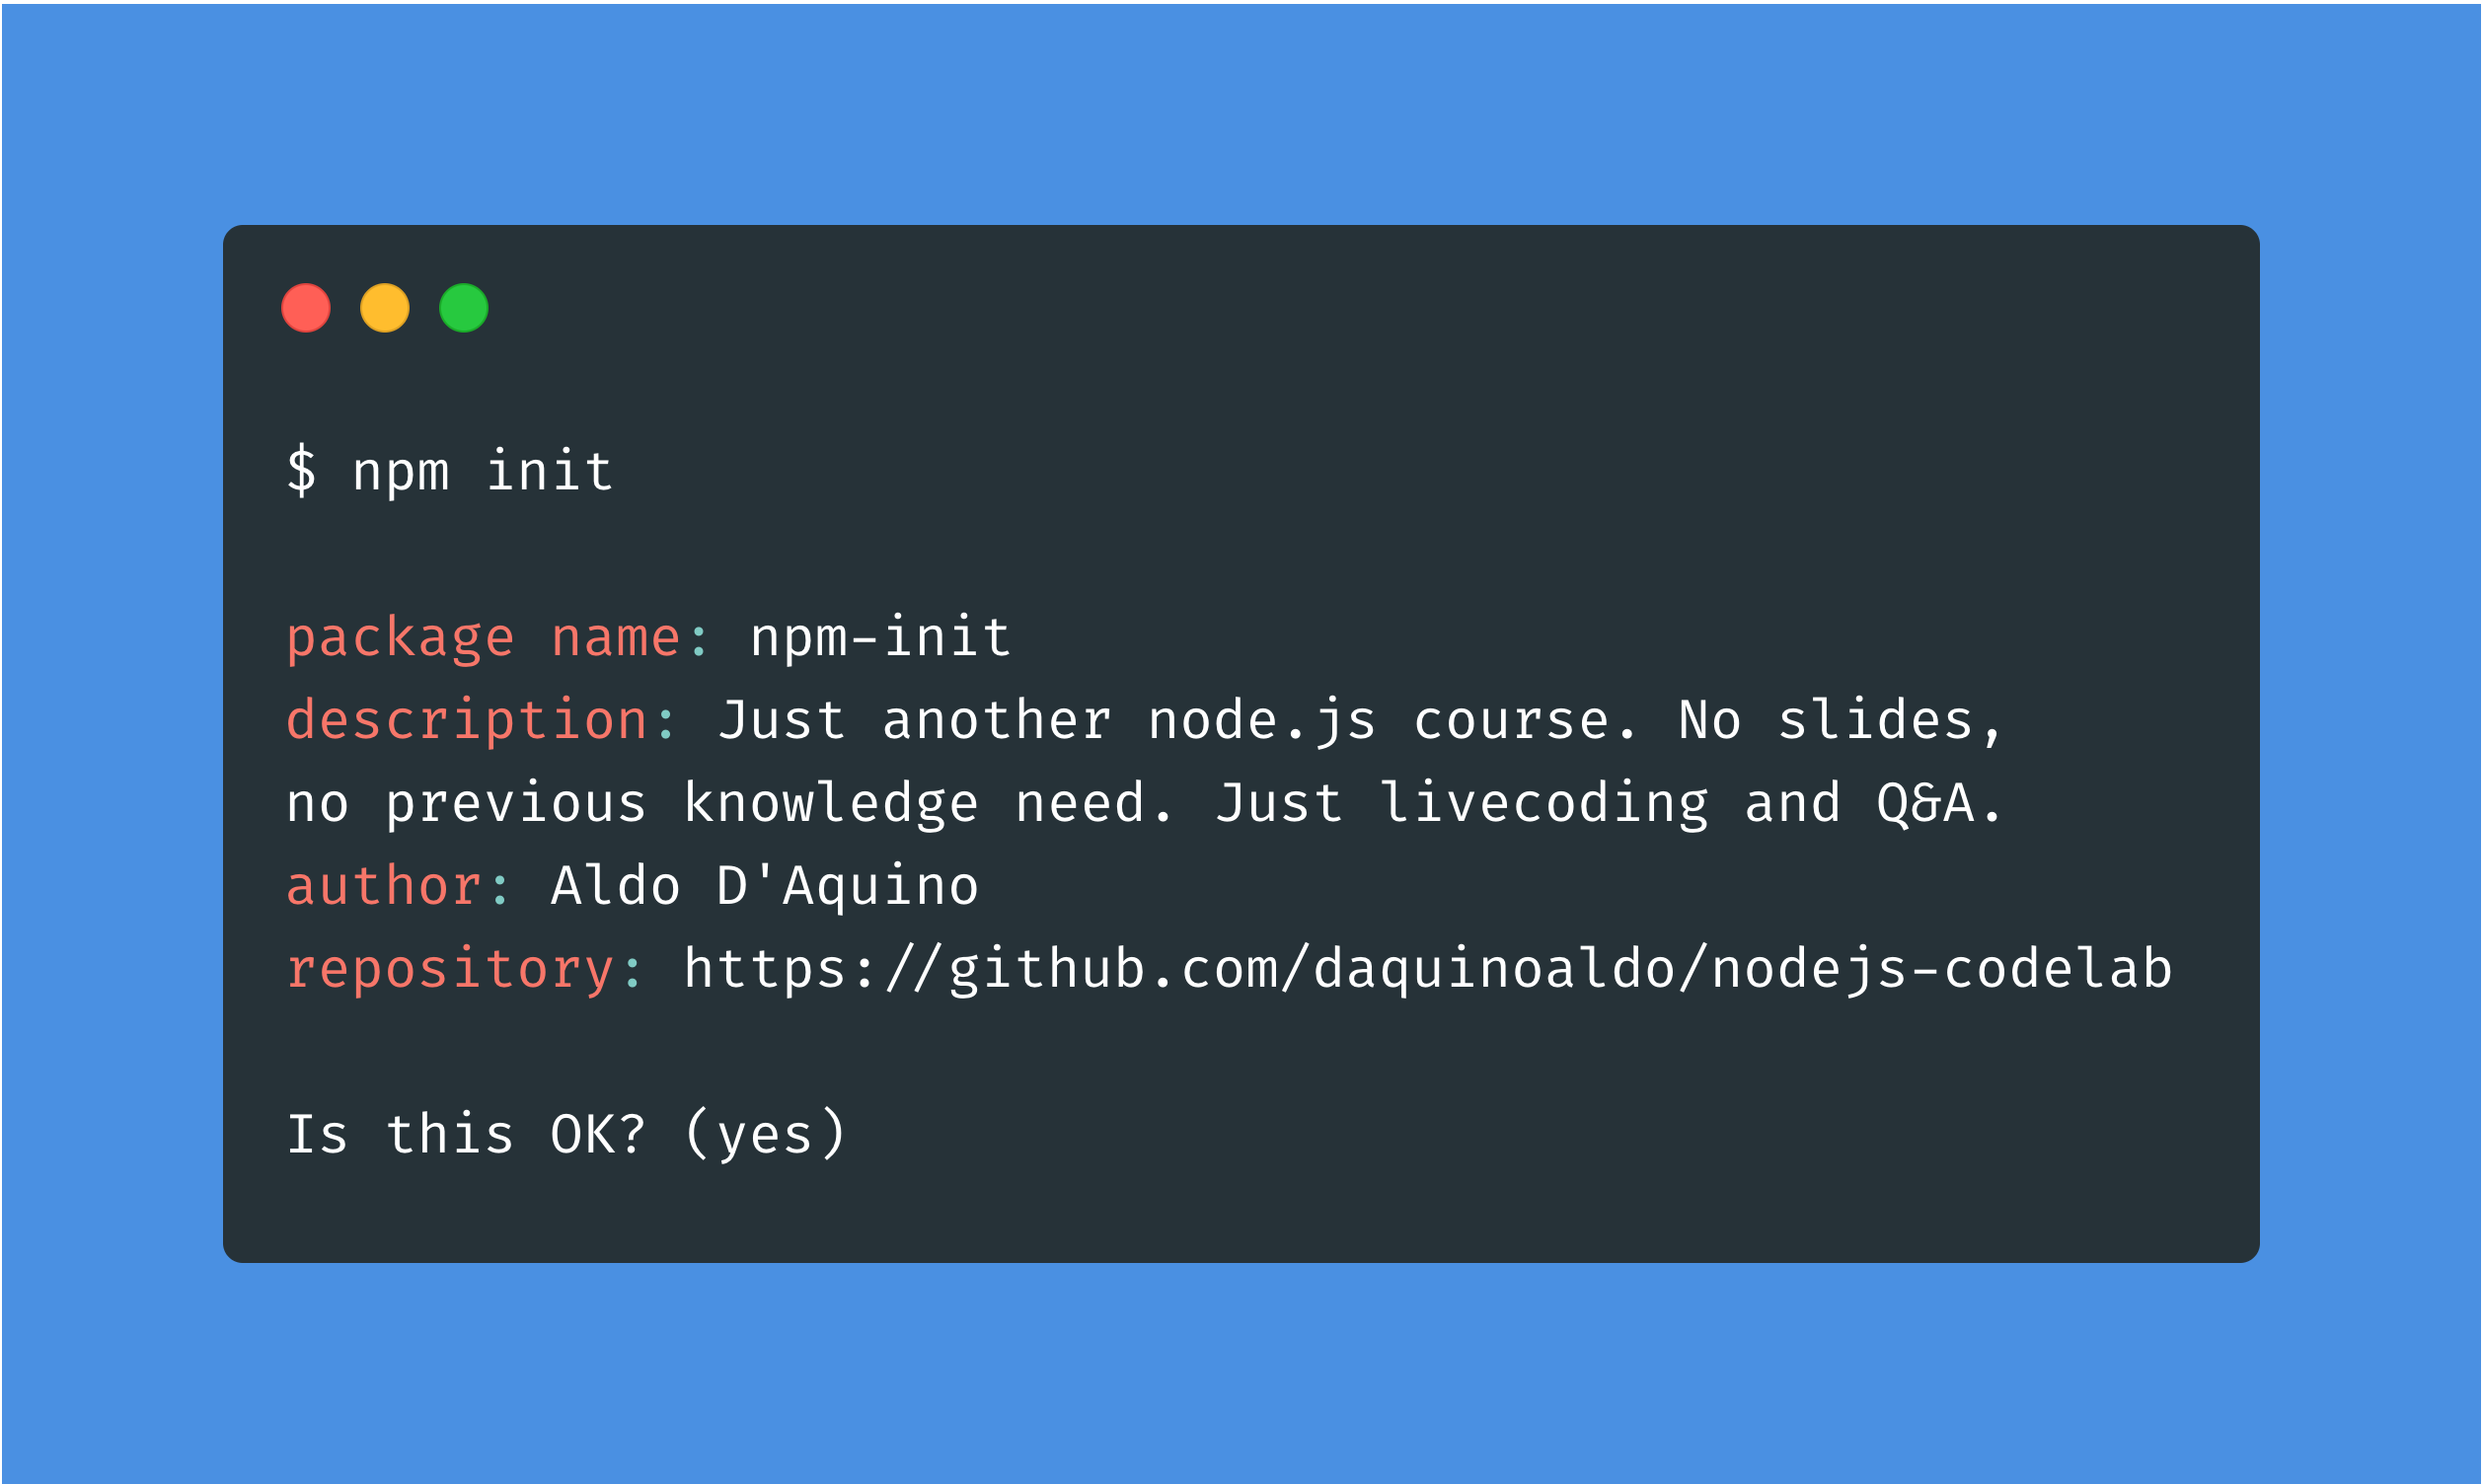 $ npm init
package name: npm-init
description: Just another node.js course. No slides,
no previous knowledge need. Just livecoding and Q&A.
author: Aldo D'Aquino
repository: https://github.com/daquinoaldo/nodejs-codelab
Is this OK? (yes)